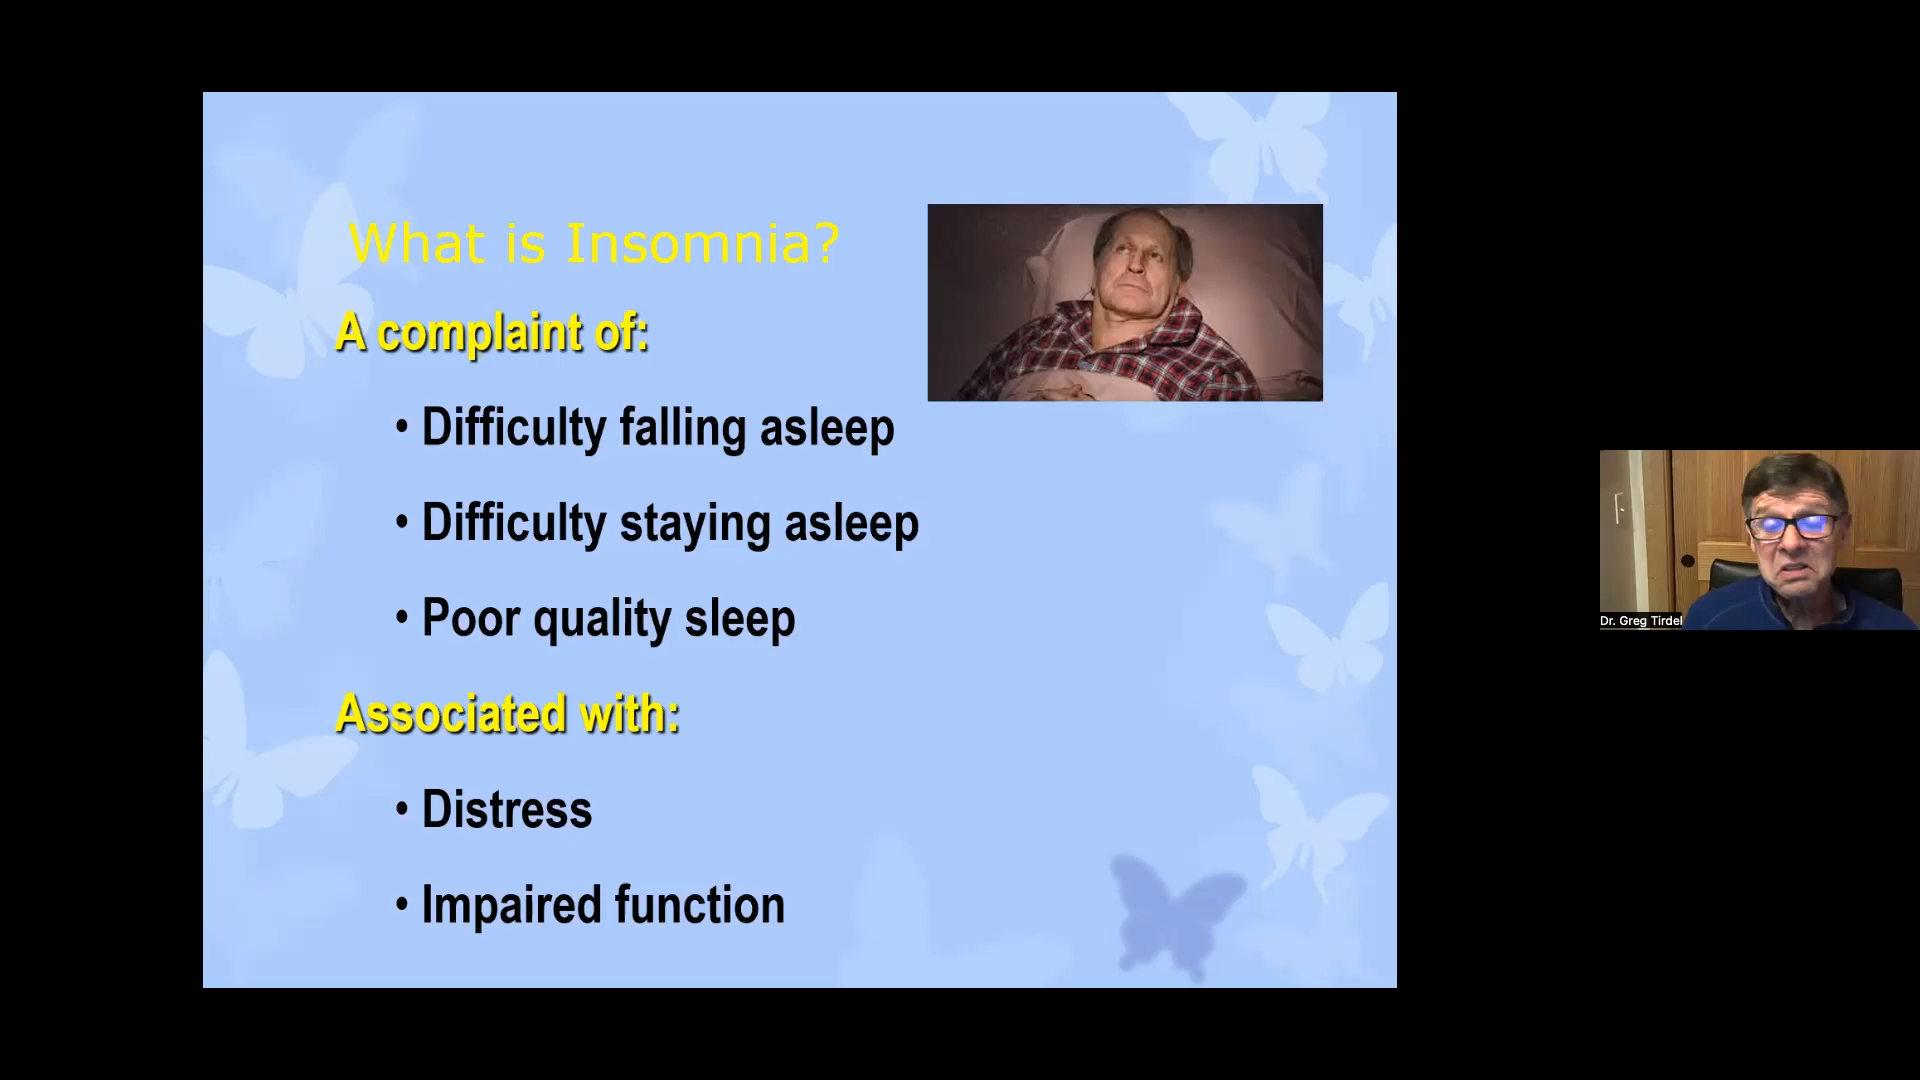 What is Insomnia?
A complaint of:
• Difficulty falling asleep
• Difficulty staying asleep
• Poor quality sleep
Associated with:
• Distress
• Impaired function
Dr. Greg Tirdel